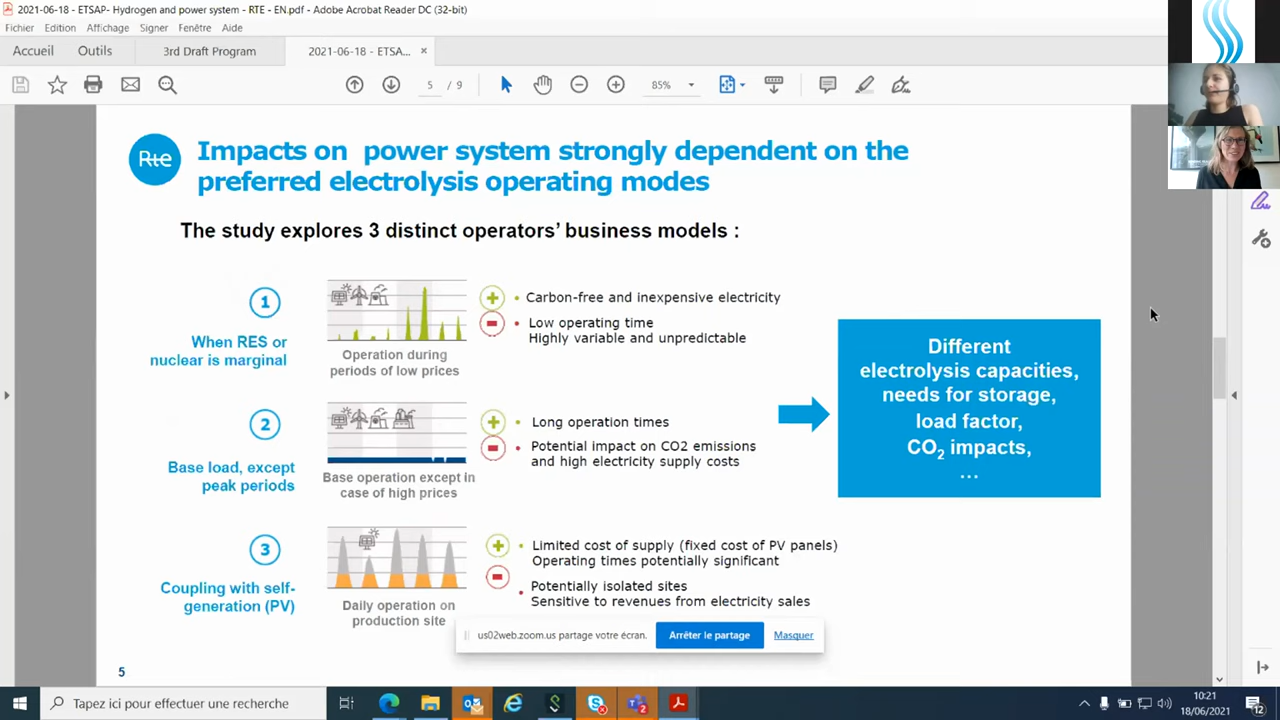 2021-06-18 - ETSAP- Hydrogen and power system - RTE - EN.pdf - Adobe Acrobat Reader DC (32-bit)
Fichier Edition Affichage Signer Fenêtre Aide
Accueil Outils 3rd Draft Program 2021-06-18 - ETSA... ×
5 / 9 85%
Rte
Impacts on power system strongly dependent on the
preferred electrolysis operating modes
The study explores 3 distinct operators' business models :
1
When RES or
nuclear is marginal
Operation during
periods of low prices
• Carbon-free and inexpensive electricity
• Low operating time
Highly variable and unpredictable
2
Base load, except
peak periods
Base operation except in
case of high prices
• Long operation times
• Potential impact on CO2 emissions
and high electricity supply costs
3
Coupling with self-
generation (PV)
Daily operation on
production site
• Limited cost of supply (fixed cost of PV panels)
Operating times potentially significant
• Potentially isolated sites
Sensitive to revenues from electricity sales
Different
electrolysis capacities,
needs for storage,
load factor,
CO2 impacts,
...
us02web.zoom.us partage votre écran. Arrêter le partage Masquer
5
Tapez ici pour effectuer une recherche
10:21
18/06/2021
12